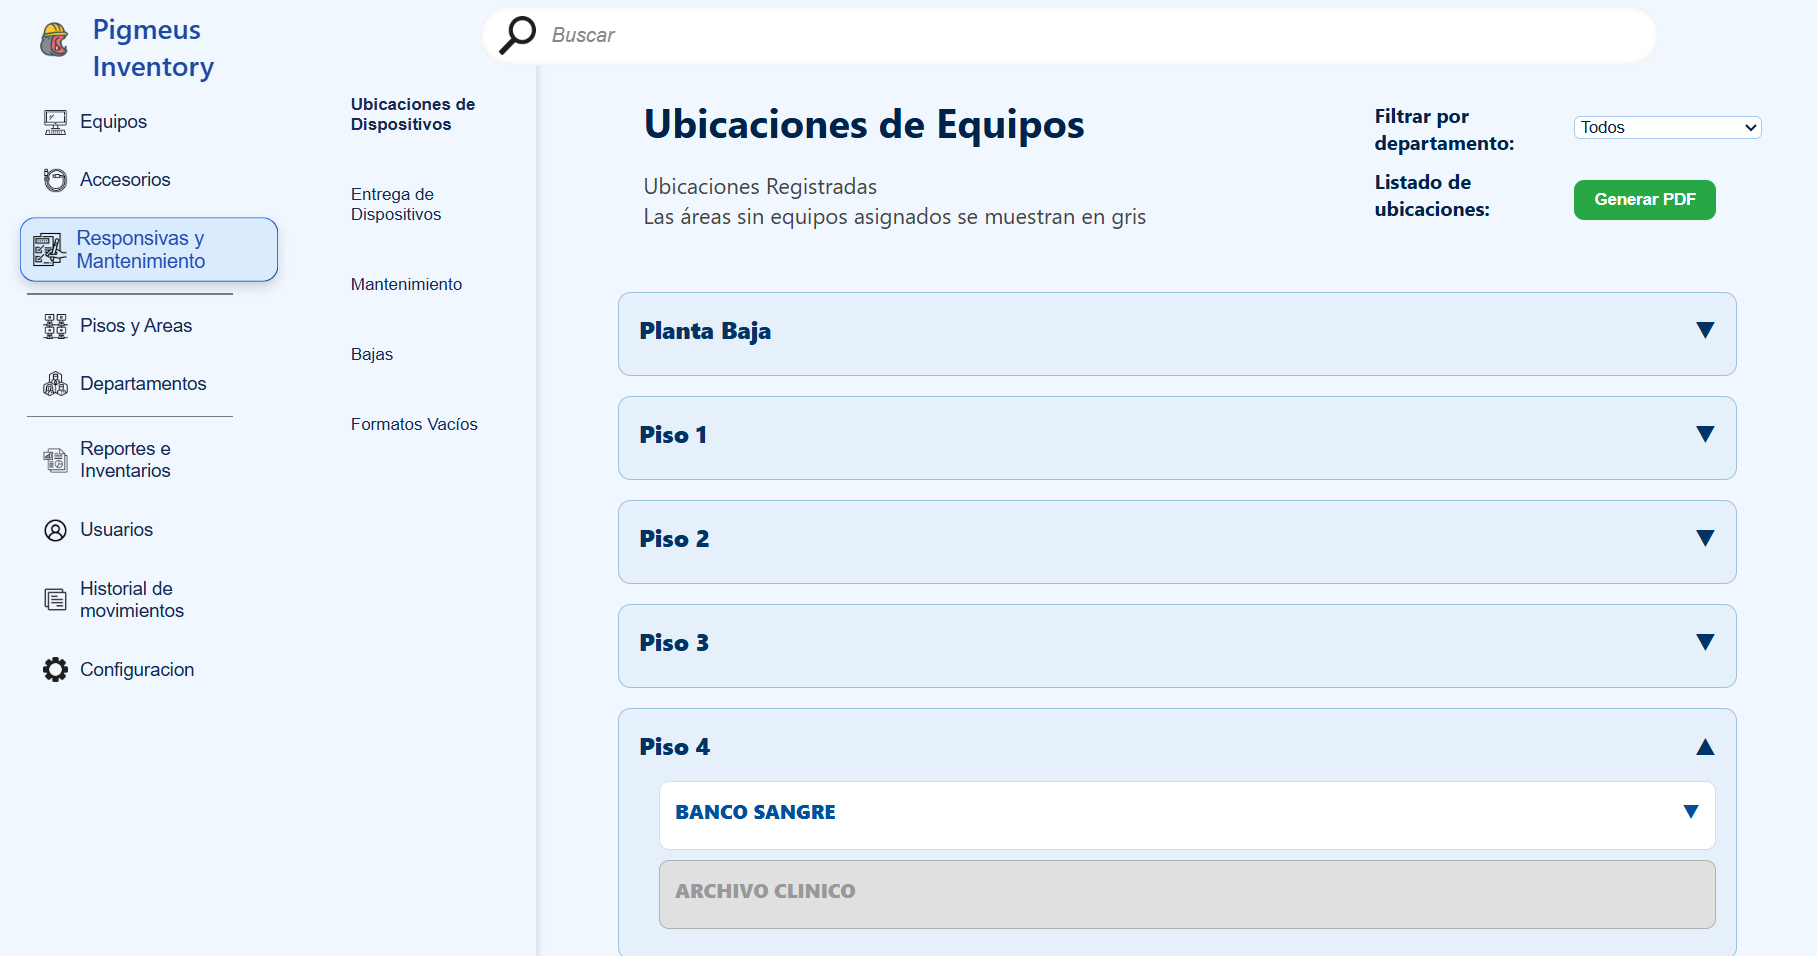 Pigmeus
Inventory
Buscar
Equipos
Accesorios
Responsivas y
Mantenimiento
Pisos y Areas
Departamentos
Reportes e
Inventarios
Usuarios
Historial de
movimientos
Configuracion
Ubicaciones de
Dispositivos
Entrega de
Dispositivos
Mantenimiento
Bajas
Formatos Vacíos
Ubicaciones de Equipos
Ubicaciones Registradas
Las áreas sin equipos asignados se muestran en gris
Filtrar por
departamento:
Todos
Listado de
ubicaciones:
Generar PDF
Planta Baja
Piso 1
Piso 2
Piso 3
Piso 4
BANCO SANGRE
ARCHIVO CLINICO